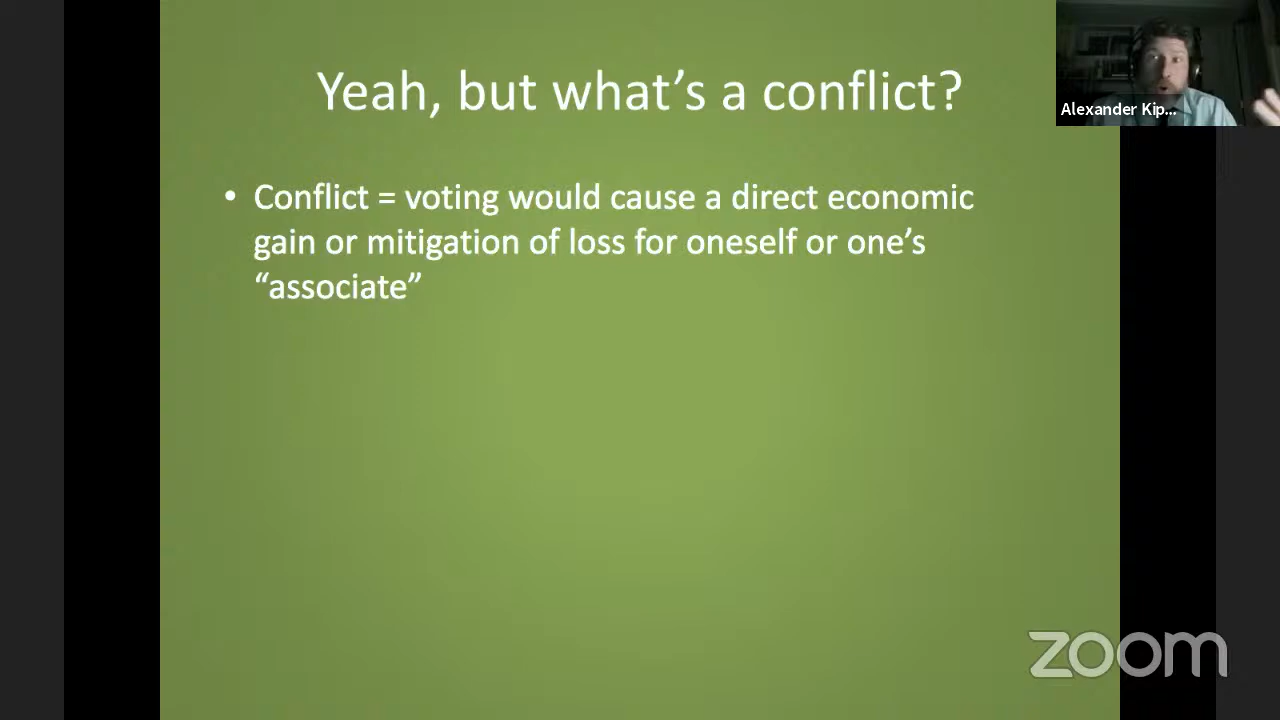 Yeah, but what’s a conflict?
Alexander Kip...
• Conflict = voting would cause a direct economic
gain or mitigation of loss for oneself or one’s
“associate”
zoom